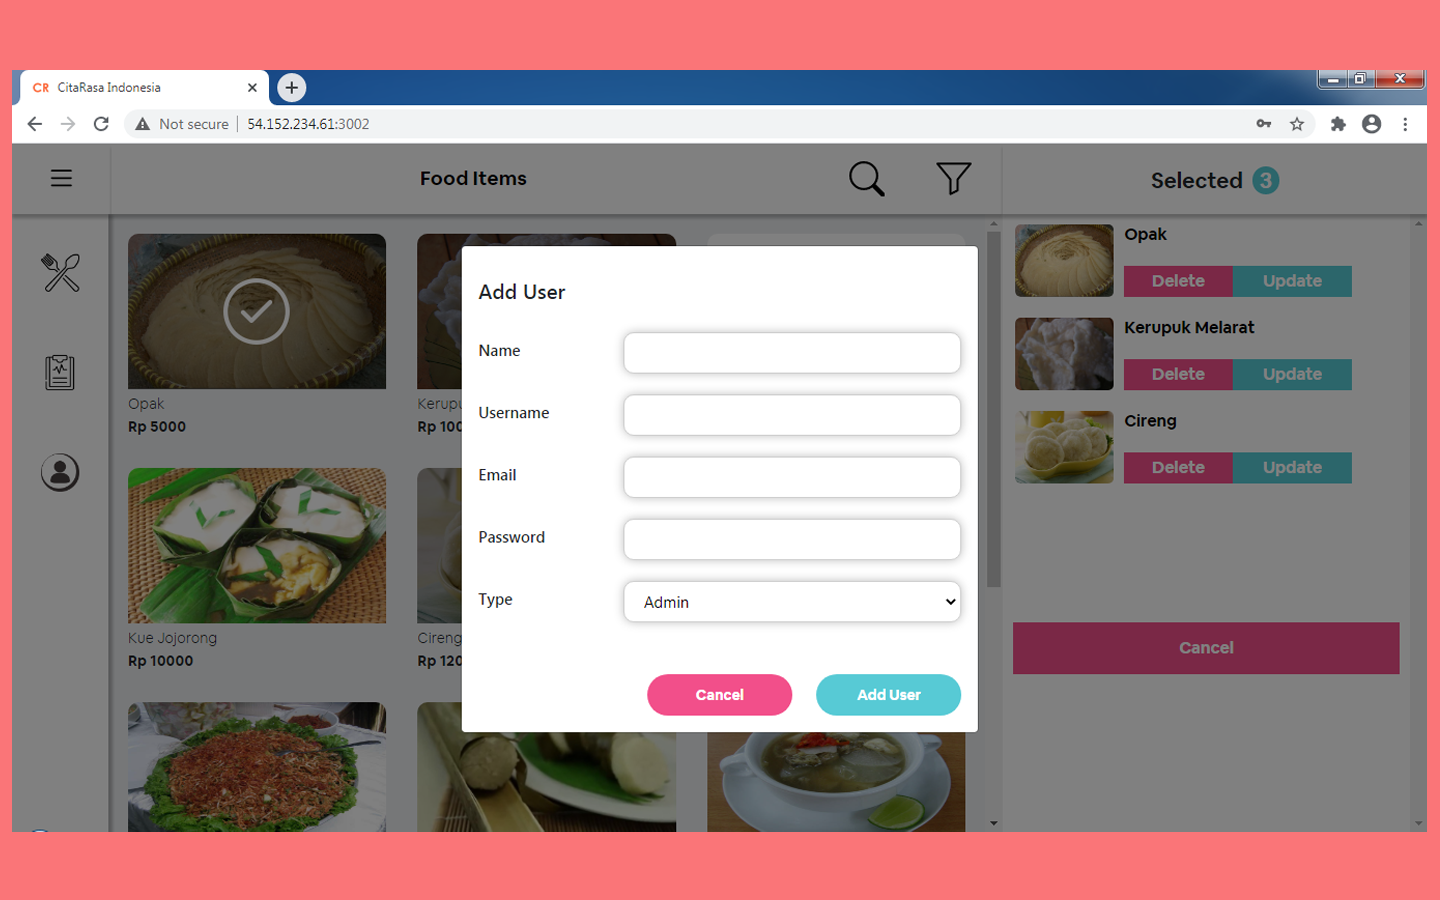 CR CitaRasa Indonesia
Not secure 54.152.234.61:3002
Food Items
Selected 3
Opak
Rp 5000
Kerupu
Rp 100
Kue Jojorong
Rp 10000
Cireng
Rp 120
Add User
Name
Username
Email
Password
Type Admin
Cancel Add User
Opak
Delete Update
Kerupuk Melarat
Delete Update
Cireng
Delete Update
Cancel